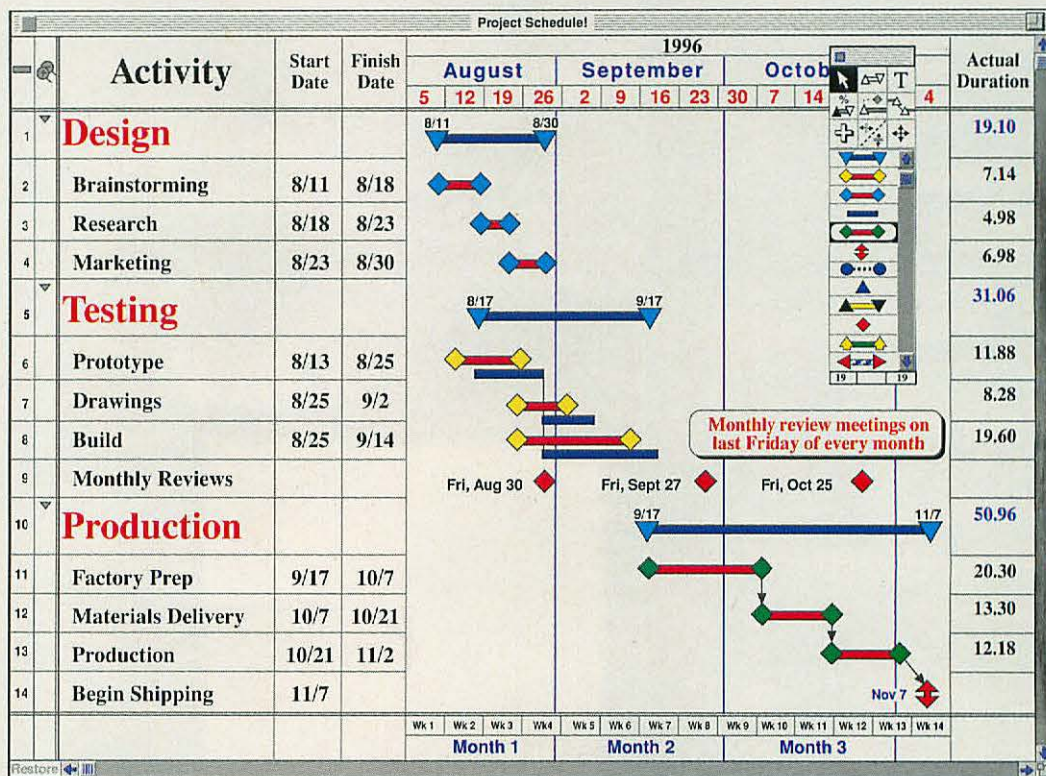 Project Schedule!
1996
Activity Start Date Finish Date August September Octob Actual Duration
5 12 19 26 2 9 16 23 30 7 14 4
T
%
1 Design 8/11 8/30 19.10
2 Brainstorming 8/11 8/18 7.14
3 Research 8/18 8/23 4.98
4 Marketing 8/23 8/30 6.98
5 Testing 8/17 9/17 31.06
19 19
6 Prototype 8/13 8/25 11.88
7 Drawings 8/25 9/2 8.28
8 Build 8/25 9/14 19.60
Monthly review meetings on
last Friday of every month
9 Monthly Reviews Fri, Aug 30 Fri, Sept 27 Fri, Oct 25
10 Production 9/17 11/7 50.96
11 Factory Prep 9/17 10/7 20.30
12 Materials Delivery 10/7 10/21 13.30
13 Production 10/21 11/2 12.18
14 Begin Shipping 11/7 Nov 7
Wk 1 Wk 2 Wk 3 Wk4 Wk 5 Wk 6 Wk 7 Wk 8 Wk 9 Wk 10 Wk 11 Wk 12 Wk 13 Wk 14
Month 1 Month 2 Month 3
Restore